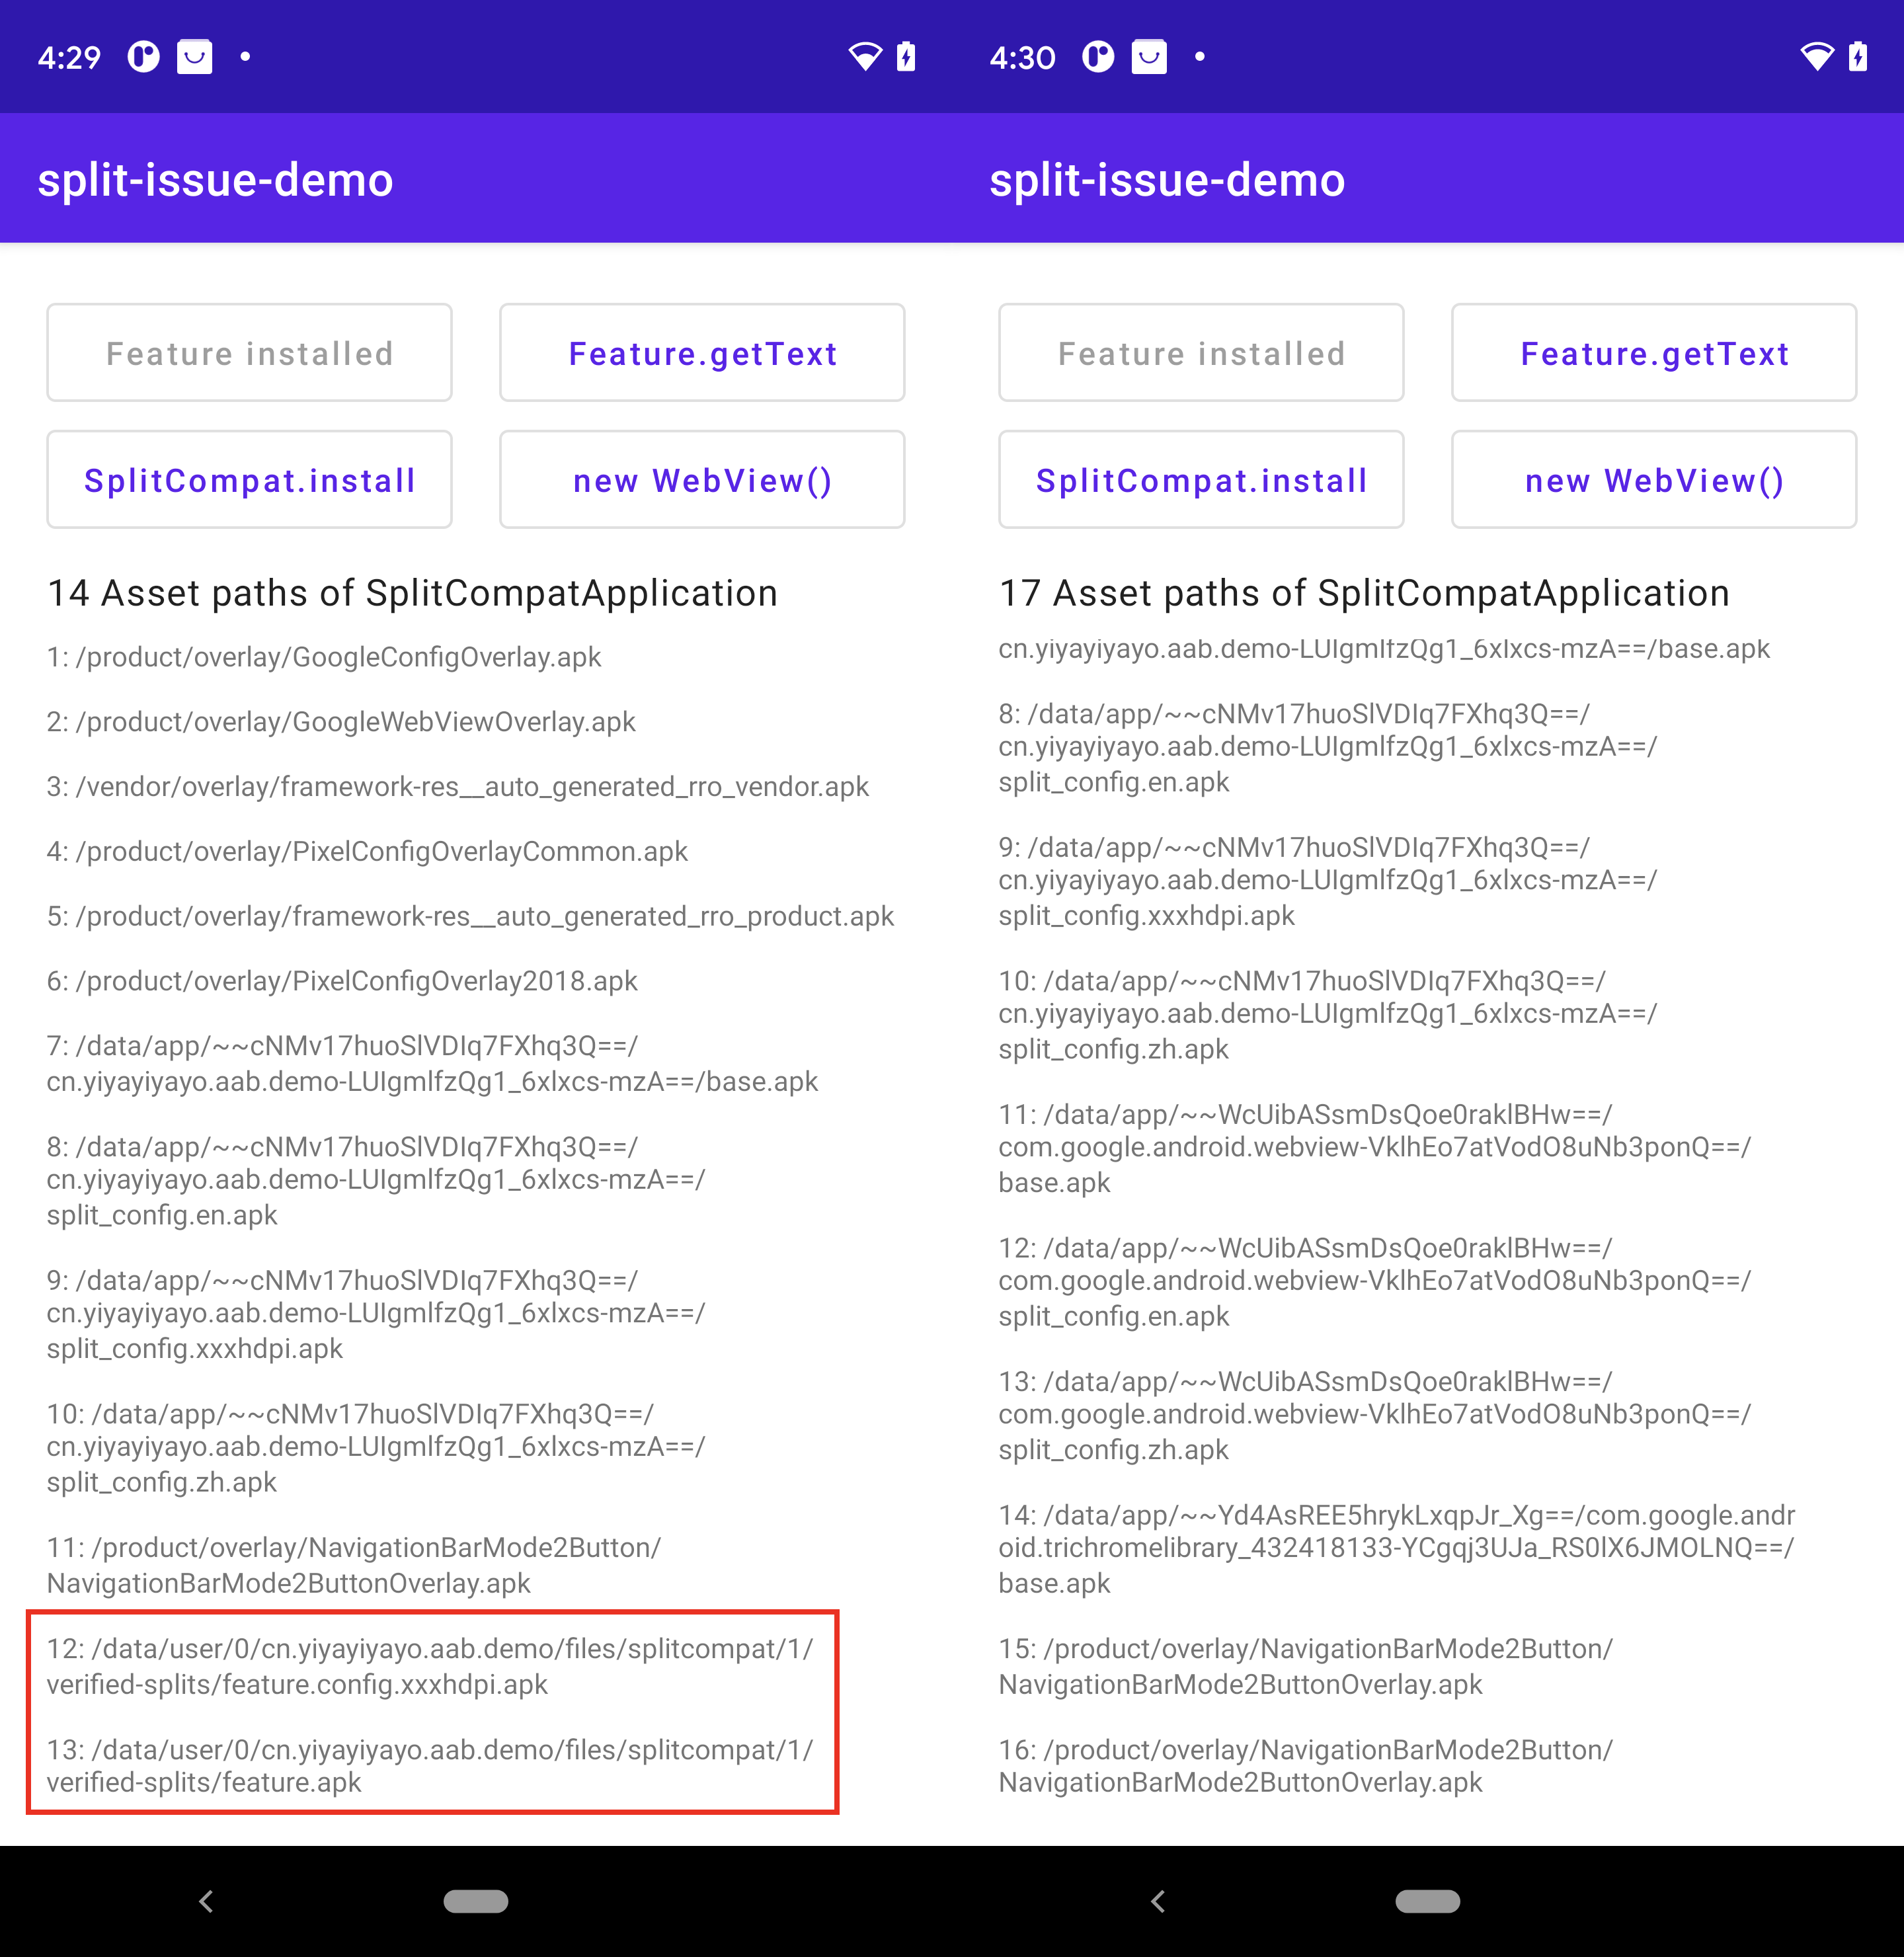 4:29
split-issue-demo
Feature installed
Feature.getText
SplitCompat.install
new WebView()
14 Asset paths of SplitCompatApplication
1: /product/overlay/GoogleConfigOverlay.apk
2: /product/overlay/GoogleWebViewOverlay.apk
3: /vendor/overlay/framework-res__auto_generated_rro_vendor.apk
4: /product/overlay/PixelConfigOverlayCommon.apk
5: /product/overlay/framework-res__auto_generated_rro_product.apk
6: /product/overlay/PixelConfigOverlay2018.apk
7: /data/app/~~cNMv17huoSlVDIq7FXhq3Q==/
cn.yiyayiyayo.aab.demo-LUIgmlfzQg1_6xlxcs-mzA==/base.apk
8: /data/app/~~cNMv17huoSlVDIq7FXhq3Q==/
cn.yiyayiyayo.aab.demo-LUIgmlfzQg1_6xlxcs-mzA==/
split_config.en.apk
9: /data/app/~~cNMv17huoSlVDIq7FXhq3Q==/
cn.yiyayiyayo.aab.demo-LUIgmlfzQg1_6xlxcs-mzA==/
split_config.xxxhdpi.apk
10: /data/app/~~cNMv17huoSlVDIq7FXhq3Q==/
cn.yiyayiyayo.aab.demo-LUIgmlfzQg1_6xlxcs-mzA==/
split_config.zh.apk
11: /product/overlay/NavigationBarMode2Button/
NavigationBarMode2ButtonOverlay.apk
12: /data/user/0/cn.yiyayiyayo.aab.demo/files/splitcompat/1/
verified-splits/feature.config.xxxhdpi.apk
13: /data/user/0/cn.yiyayiyayo.aab.demo/files/splitcompat/1/
verified-splits/feature.apk
4:30
split-issue-demo
Feature installed
Feature.getText
SplitCompat.install
new WebView()
17 Asset paths of SplitCompatApplication
cn.yiyayiyayo.aab.demo-LUIgmlfzQg1_6xlxcs-mzA==/base.apk
8: /data/app/~~cNMv17huoSlVDIq7FXhq3Q==/
cn.yiyayiyayo.aab.demo-LUIgmlfzQg1_6xlxcs-mzA==/
split_config.en.apk
9: /data/app/~~cNMv17huoSlVDIq7FXhq3Q==/
cn.yiyayiyayo.aab.demo-LUIgmlfzQg1_6xlxcs-mzA==/
split_config.xxxhdpi.apk
10: /data/app/~~cNMv17huoSlVDIq7FXhq3Q==/
cn.yiyayiyayo.aab.demo-LUIgmlfzQg1_6xlxcs-mzA==/
split_config.zh.apk
11: /data/app/~~WcUibASsmDsQoe0raklBHw==/
com.google.android.webview-VklhEo7atVodO8uNb3ponQ==/
base.apk
12: /data/app/~~WcUibASsmDsQoe0raklBHw==/
com.google.android.webview-VklhEo7atVodO8uNb3ponQ==/
split_config.en.apk
13: /data/app/~~WcUibASsmDsQoe0raklBHw==/
com.google.android.webview-VklhEo7atVodO8uNb3ponQ==/
split_config.zh.apk
14: /data/app/~~Yd4AsREE5hrykLxqpJr_Xg==/com.google.andr
oid.trichromelibrary_432418133-YCgqj3UJa_RS0lX6JMOLNQ==/
base.apk
15: /product/overlay/NavigationBarMode2Button/
NavigationBarMode2ButtonOverlay.apk
16: /product/overlay/NavigationBarMode2Button/
NavigationBarMode2ButtonOverlay.apk